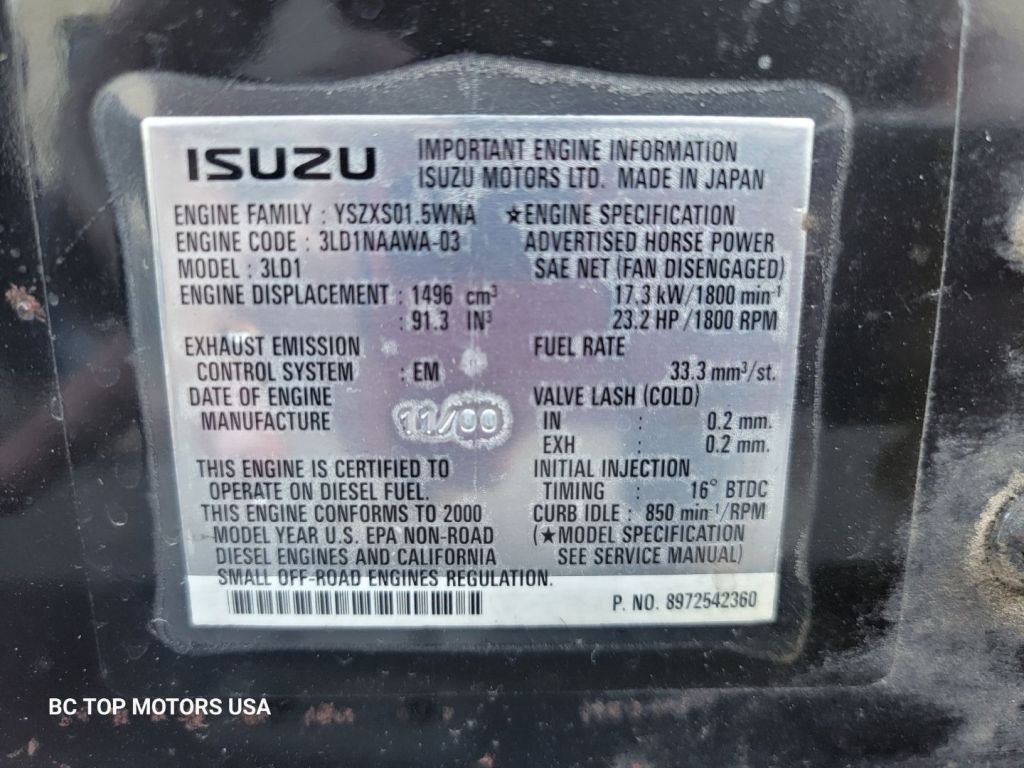 ISUZU
IMPORTANT ENGINE INFORMATION
ISUZU MOTORS LTD. MADE IN JAPAN
ENGINE FAMILY : YSZXS01.5WNA
ENGINE CODE : 3LD1NAAWA-03
MODEL : 3LD1
ENGINE DISPLACEMENT : 1496 cm³
: 91.3 IN³
EXHAUST EMISSION
CONTROL SYSTEM : EM
DATE OF ENGINE
MANUFACTURE 11/00
THIS ENGINE IS CERTIFIED TO
OPERATE ON DIESEL FUEL.
THIS ENGINE CONFORMS TO 2000
MODEL YEAR U.S. EPA NON-ROAD
DIESEL ENGINES AND CALIFORNIA
SMALL OFF-ROAD ENGINES REGULATION.
☆ENGINE SPECIFICATION
ADVERTISED HORSE POWER
SAE NET (FAN DISENGAGED)
17.3 kW/1800 min⁻¹
23.2 HP/1800 RPM
FUEL RATE
33.3 mm³/st.
VALVE LASH (COLD)
IN : 0.2 mm.
EXH : 0.2 mm.
INITIAL INJECTION
TIMING : 16° BTDC
CURB IDLE : 850 min⁻¹/RPM
(★MODEL SPECIFICATION
SEE SERVICE MANUAL)
P. NO. 8972542360
BC TOP MOTORS USA